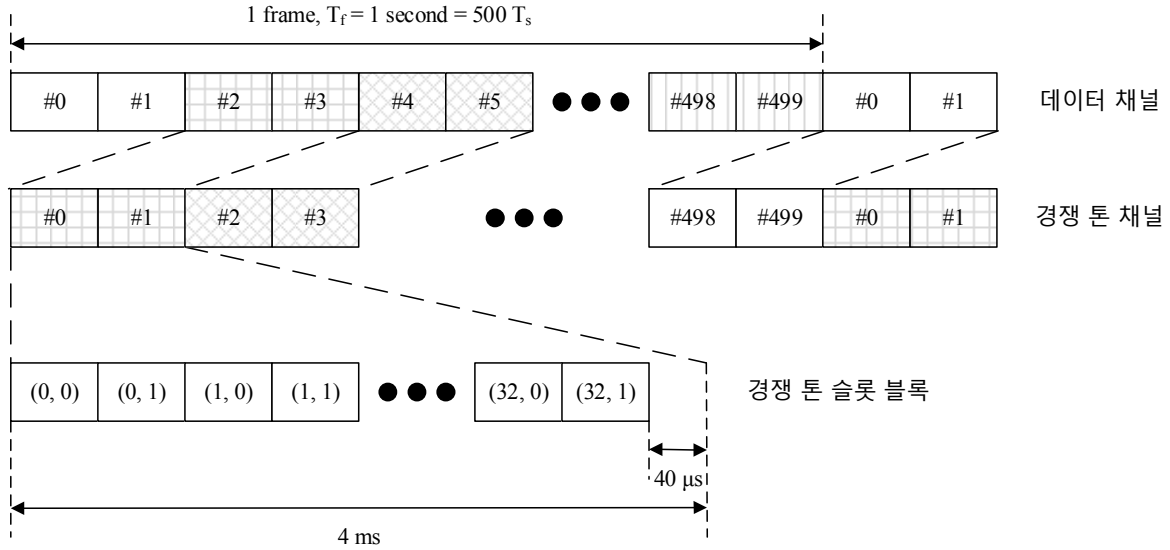 1 frame, Tf = 1 second = 500 Ts
#0 #1 #2 #3 #4 #5 #498 #499 #0 #1 데이터 채널
#0 #1 #2 #3 #498 #499 #0 #1 경쟁 톤 채널
(0, 0) (0, 1) (1, 0) (1, 1) (32, 0) (32, 1) 경쟁 톤 슬롯 블록
40 μs
4 ms